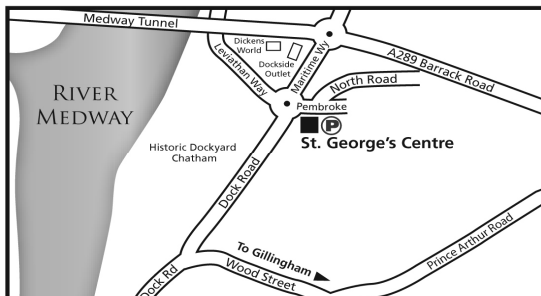 Medway Tunnel
Dickens
World
Dockside
Outlet
Maritime Wy
Leviathan Way
A289 Barrack Road
North Road
Pembroke
P
RIVER
MEDWAY
St. George's Centre
Historic Dockyard
Chatham
Dock Road
To Gillingham
Wood Street
Dock Rd
Prince Arthur Road